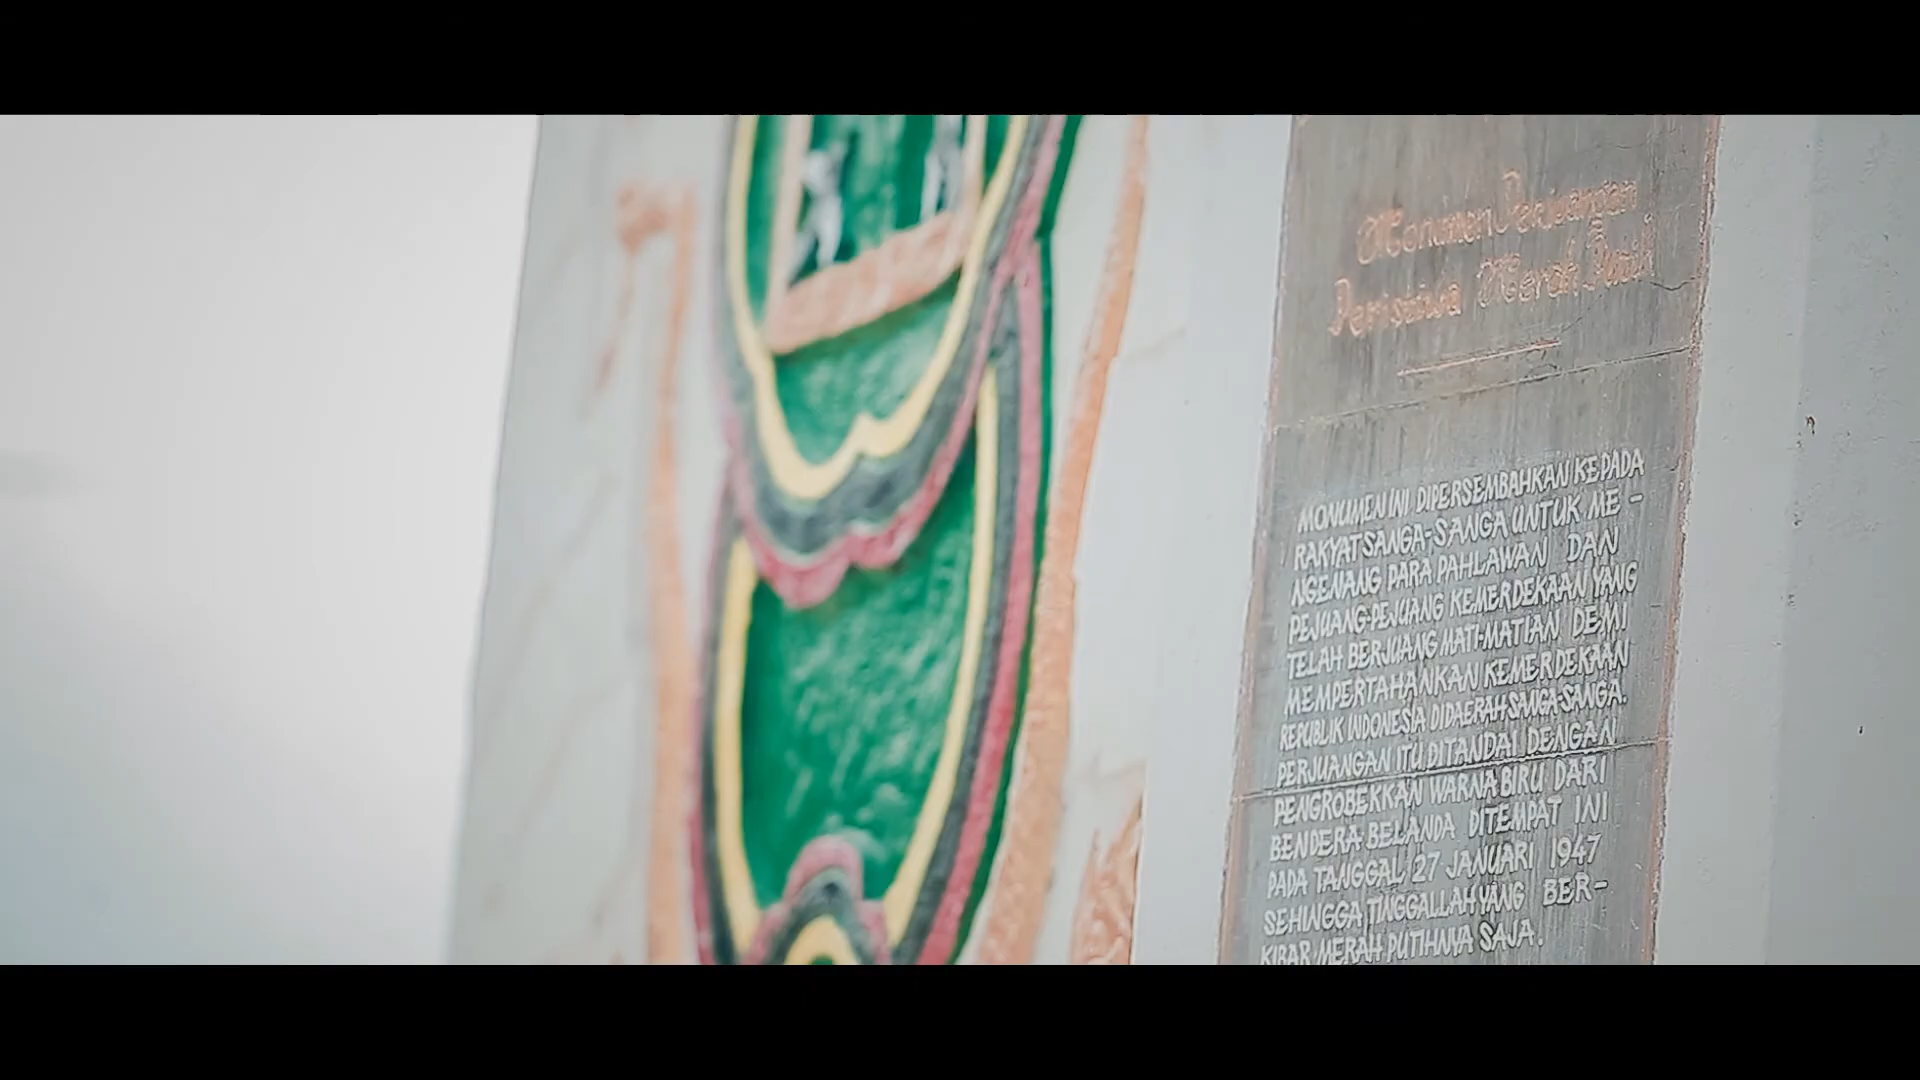 Monumen Perjuangan
Peristiwa Merah Putih
MONUMEN INI DIPERSEMBAHKAN KEPADA
RAKYAT SANGA-SANGA UNTUK ME-
NGENANG PARA PAHLAWAN DAN
PEJUANG-PEJUANG KEMERDEKAAN YANG
TELAH BERJUANG MATI-MATIAN DEMI
MEMPERTAHANKAN KEMERDEKAAN
REPUBLIK INDONESIA DIDAERAH SANGA-SANGA.
PERJUANGAN ITU DITANDAI DENGAN
PENGROBEKKAN WARNA BIRU DARI
BENDERA BELANDA DITEMPAT INI
PADA TANGGAL 27 JANUARI 1947
SEHINGGA TINGGALLAH YANG BER-
KIBAR MERAH PUTIHNYA SAJA.